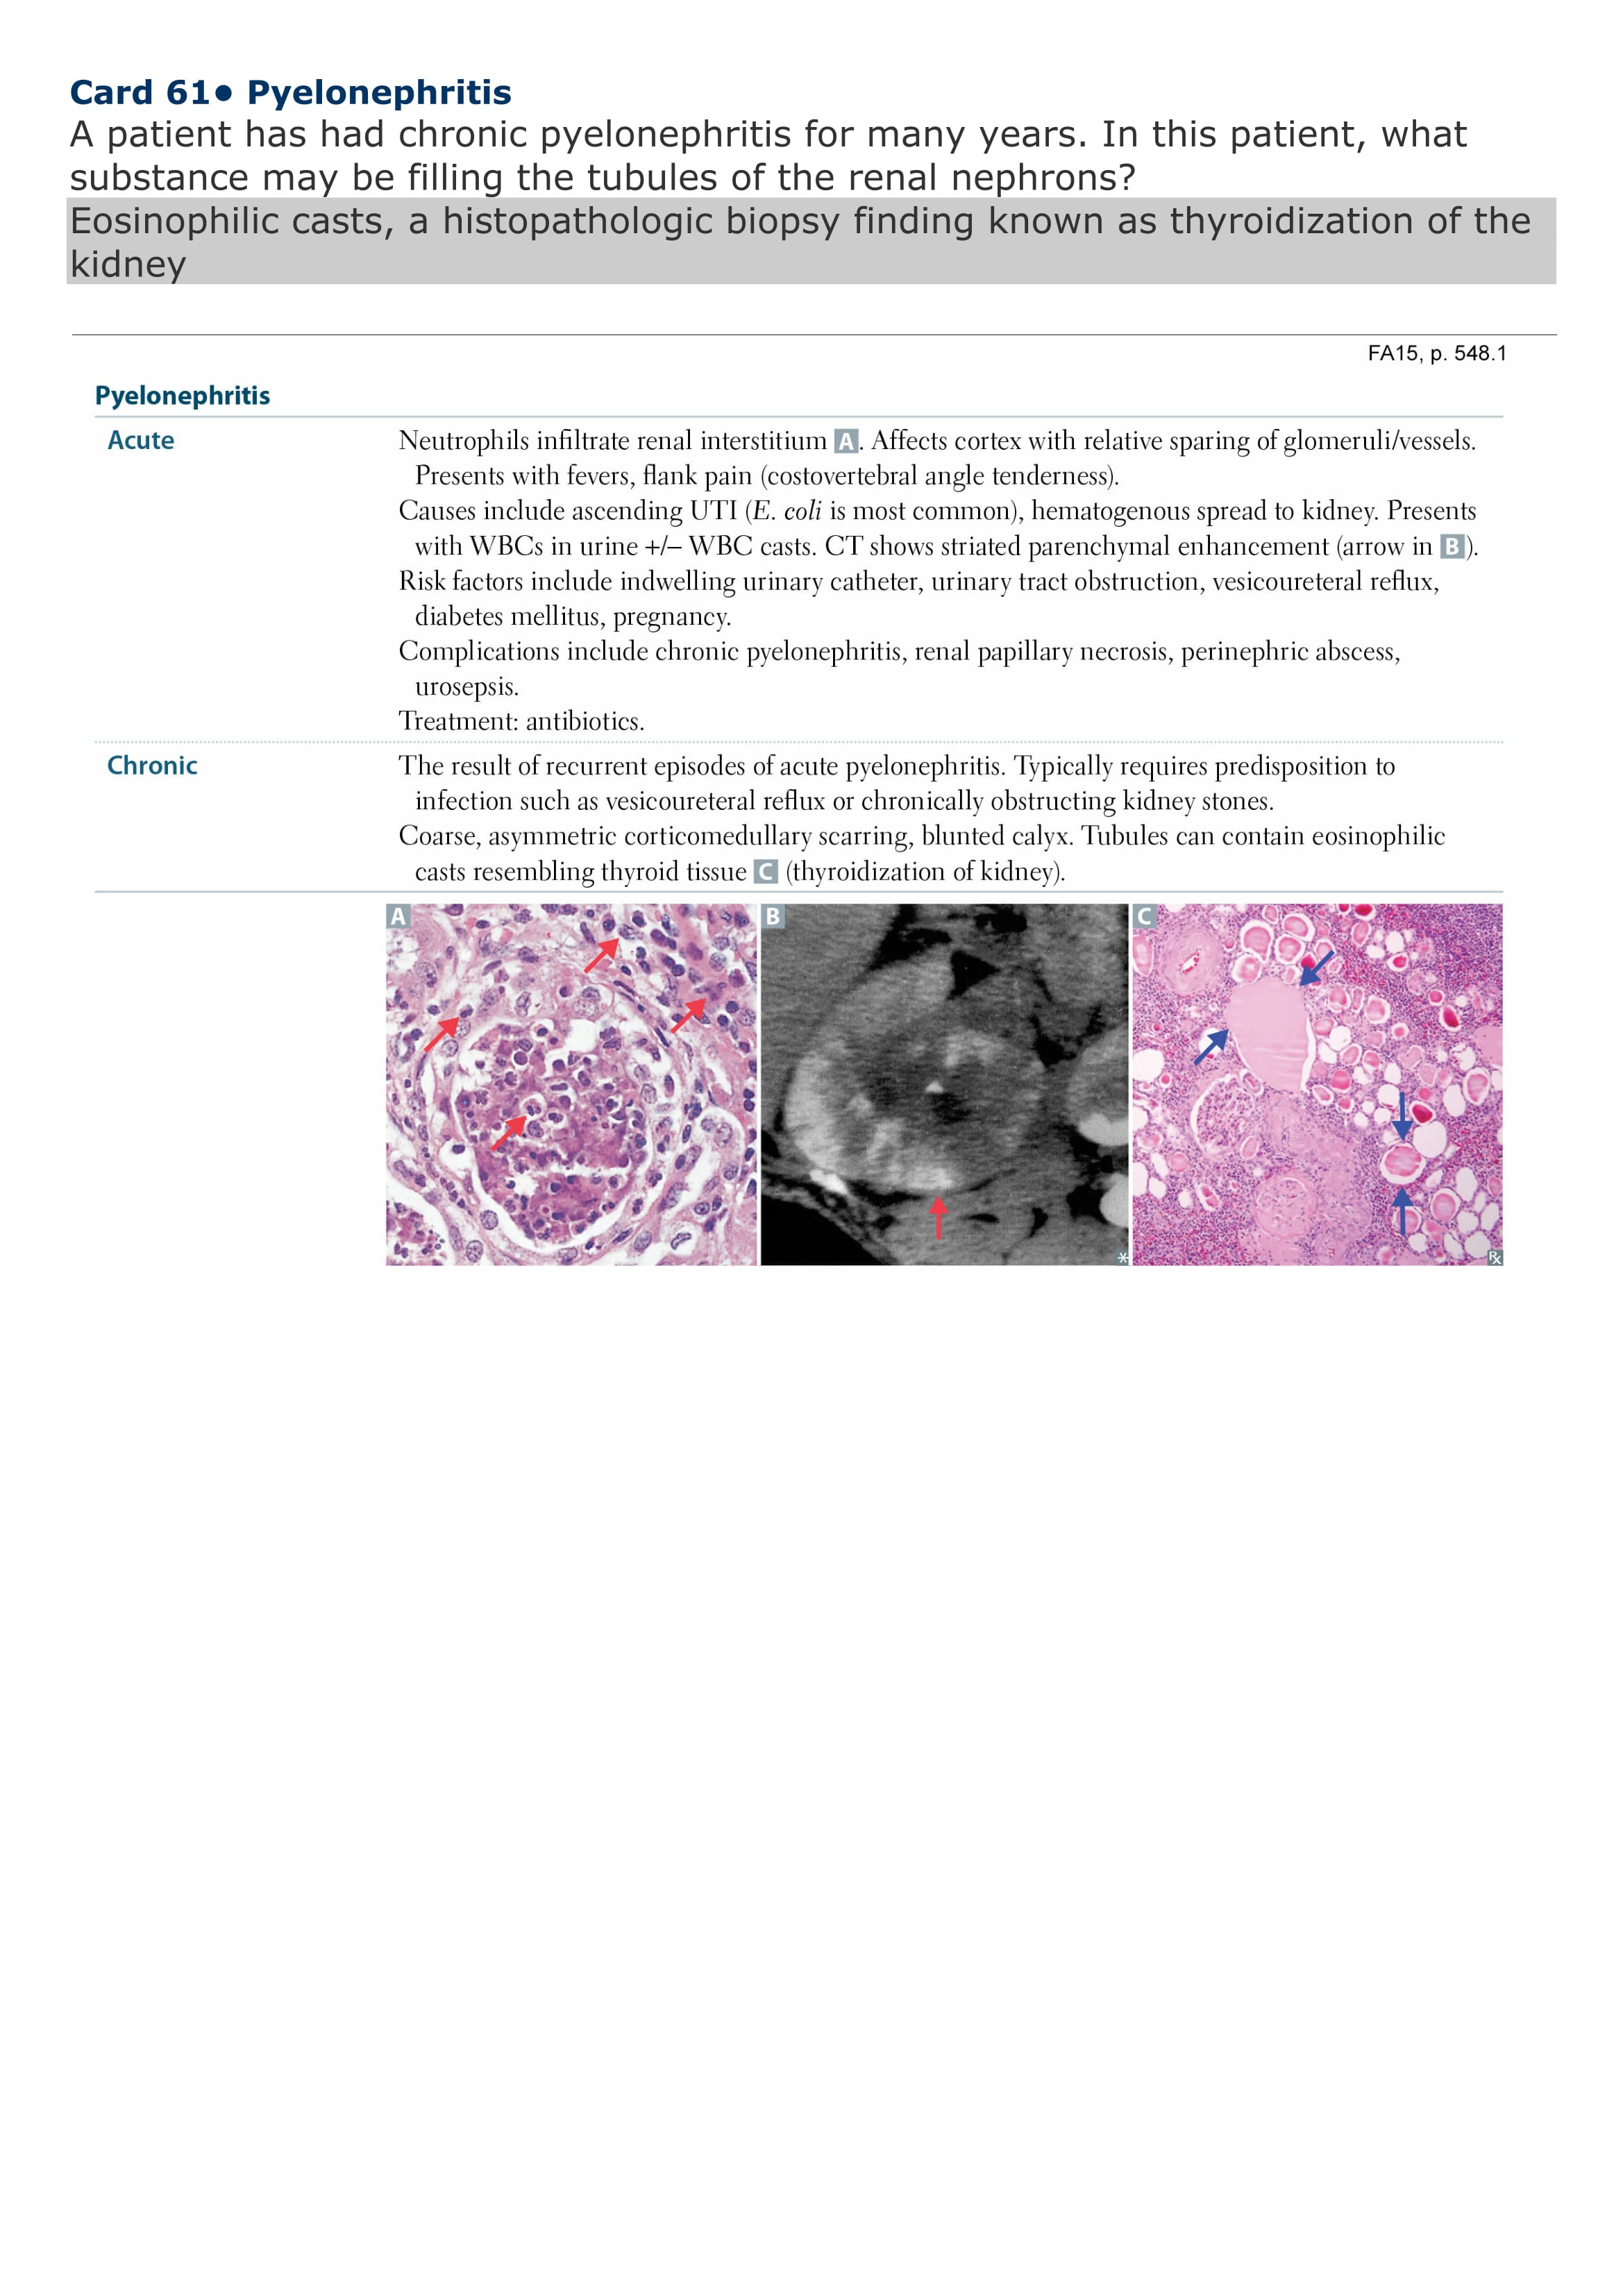 Card 61● Pyelonephritis
A patient has had chronic pyelonephritis for many years. In this patient, what
substance may be filling the tubules of the renal nephrons?
Eosinophilic casts, a histopathologic biopsy finding known as thyroidization of the
kidney
FA15, p. 548.1
Pyelonephritis
Acute
Neutrophils infiltrate renal interstitium A. Affects cortex with relative sparing of glomeruli/vessels.
Presents with fevers, flank pain (costovertebral angle tenderness).
Causes include ascending UTI (E. coli is most common), hematogenous spread to kidney. Presents
with WBCs in urine +/− WBC casts. CT shows striated parenchymal enhancement (arrow in B).
Risk factors include indwelling urinary catheter, urinary tract obstruction, vesicoureteral reflux,
diabetes mellitus, pregnancy.
Complications include chronic pyelonephritis, renal papillary necrosis, perinephric abscess,
urosepsis.
Treatment: antibiotics.
Chronic
The result of recurrent episodes of acute pyelonephritis. Typically requires predisposition to
infection such as vesicoureteral reflux or chronically obstructing kidney stones.
Coarse, asymmetric corticomedullary scarring, blunted calyx. Tubules can contain eosinophilic
casts resembling thyroid tissue C (thyroidization of kidney).
A
B
C
*
℞